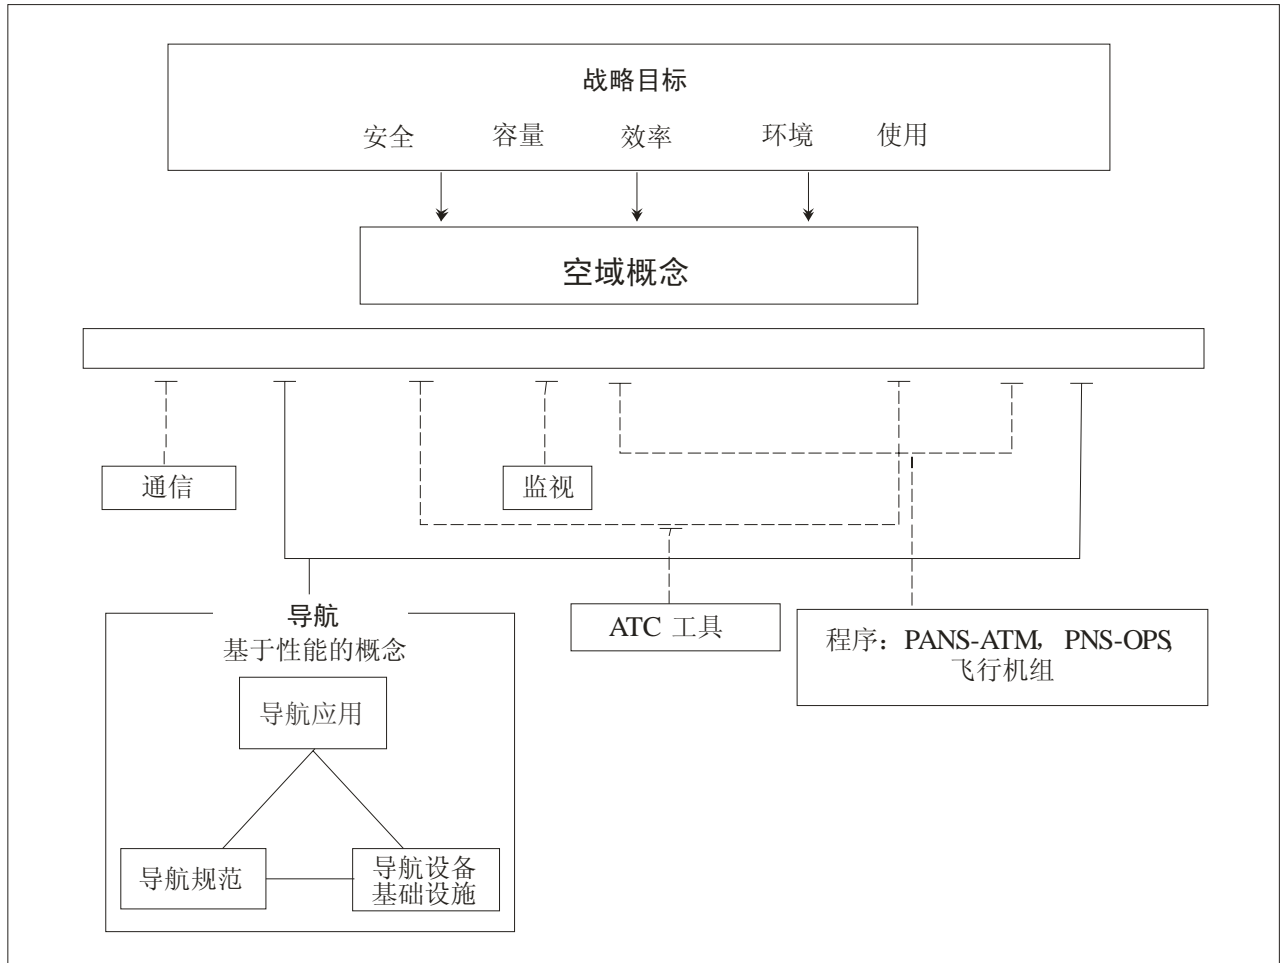 战略目标
安全 容量 效率 环境 使用
空域概念
通信
监视
导航
基于性能的概念
ATC 工具
程序：PANS-ATM， PNS-OPS,
飞行机组
导航应用
导航规范
导航设备
基础设施